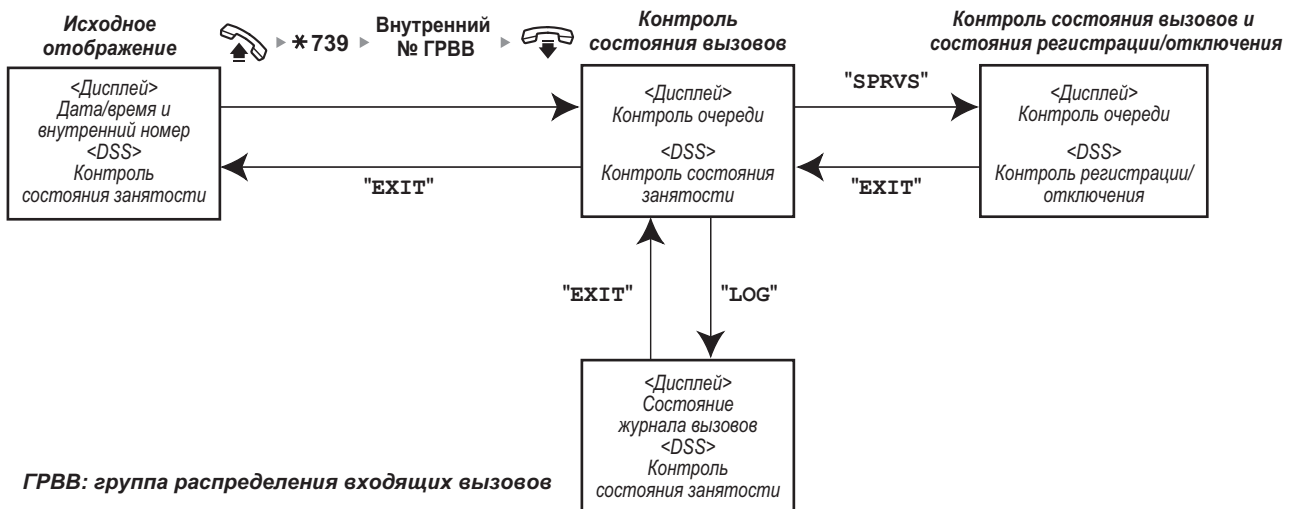 Исходное
отображение
*739
Внутренний
№ ГРВВ
Контроль
состояния вызовов
Контроль состояния вызовов и
состояния регистрации/отключения
<Дисплей>
Дата/время и
внутренний номер
<DSS>
Контроль
состояния занятости
"EXIT"
<Дисплей>
Контроль очереди
<DSS>
Контроль состояния
занятости
"SPRVS"
"EXIT"
<Дисплей>
Контроль очереди
<DSS>
Контроль регистрации/
отключения
"EXIT"
"LOG"
<Дисплей>
Состояние
журнала вызовов
<DSS>
Контроль
состояния занятости
ГРВВ: группа распределения входящих вызовов